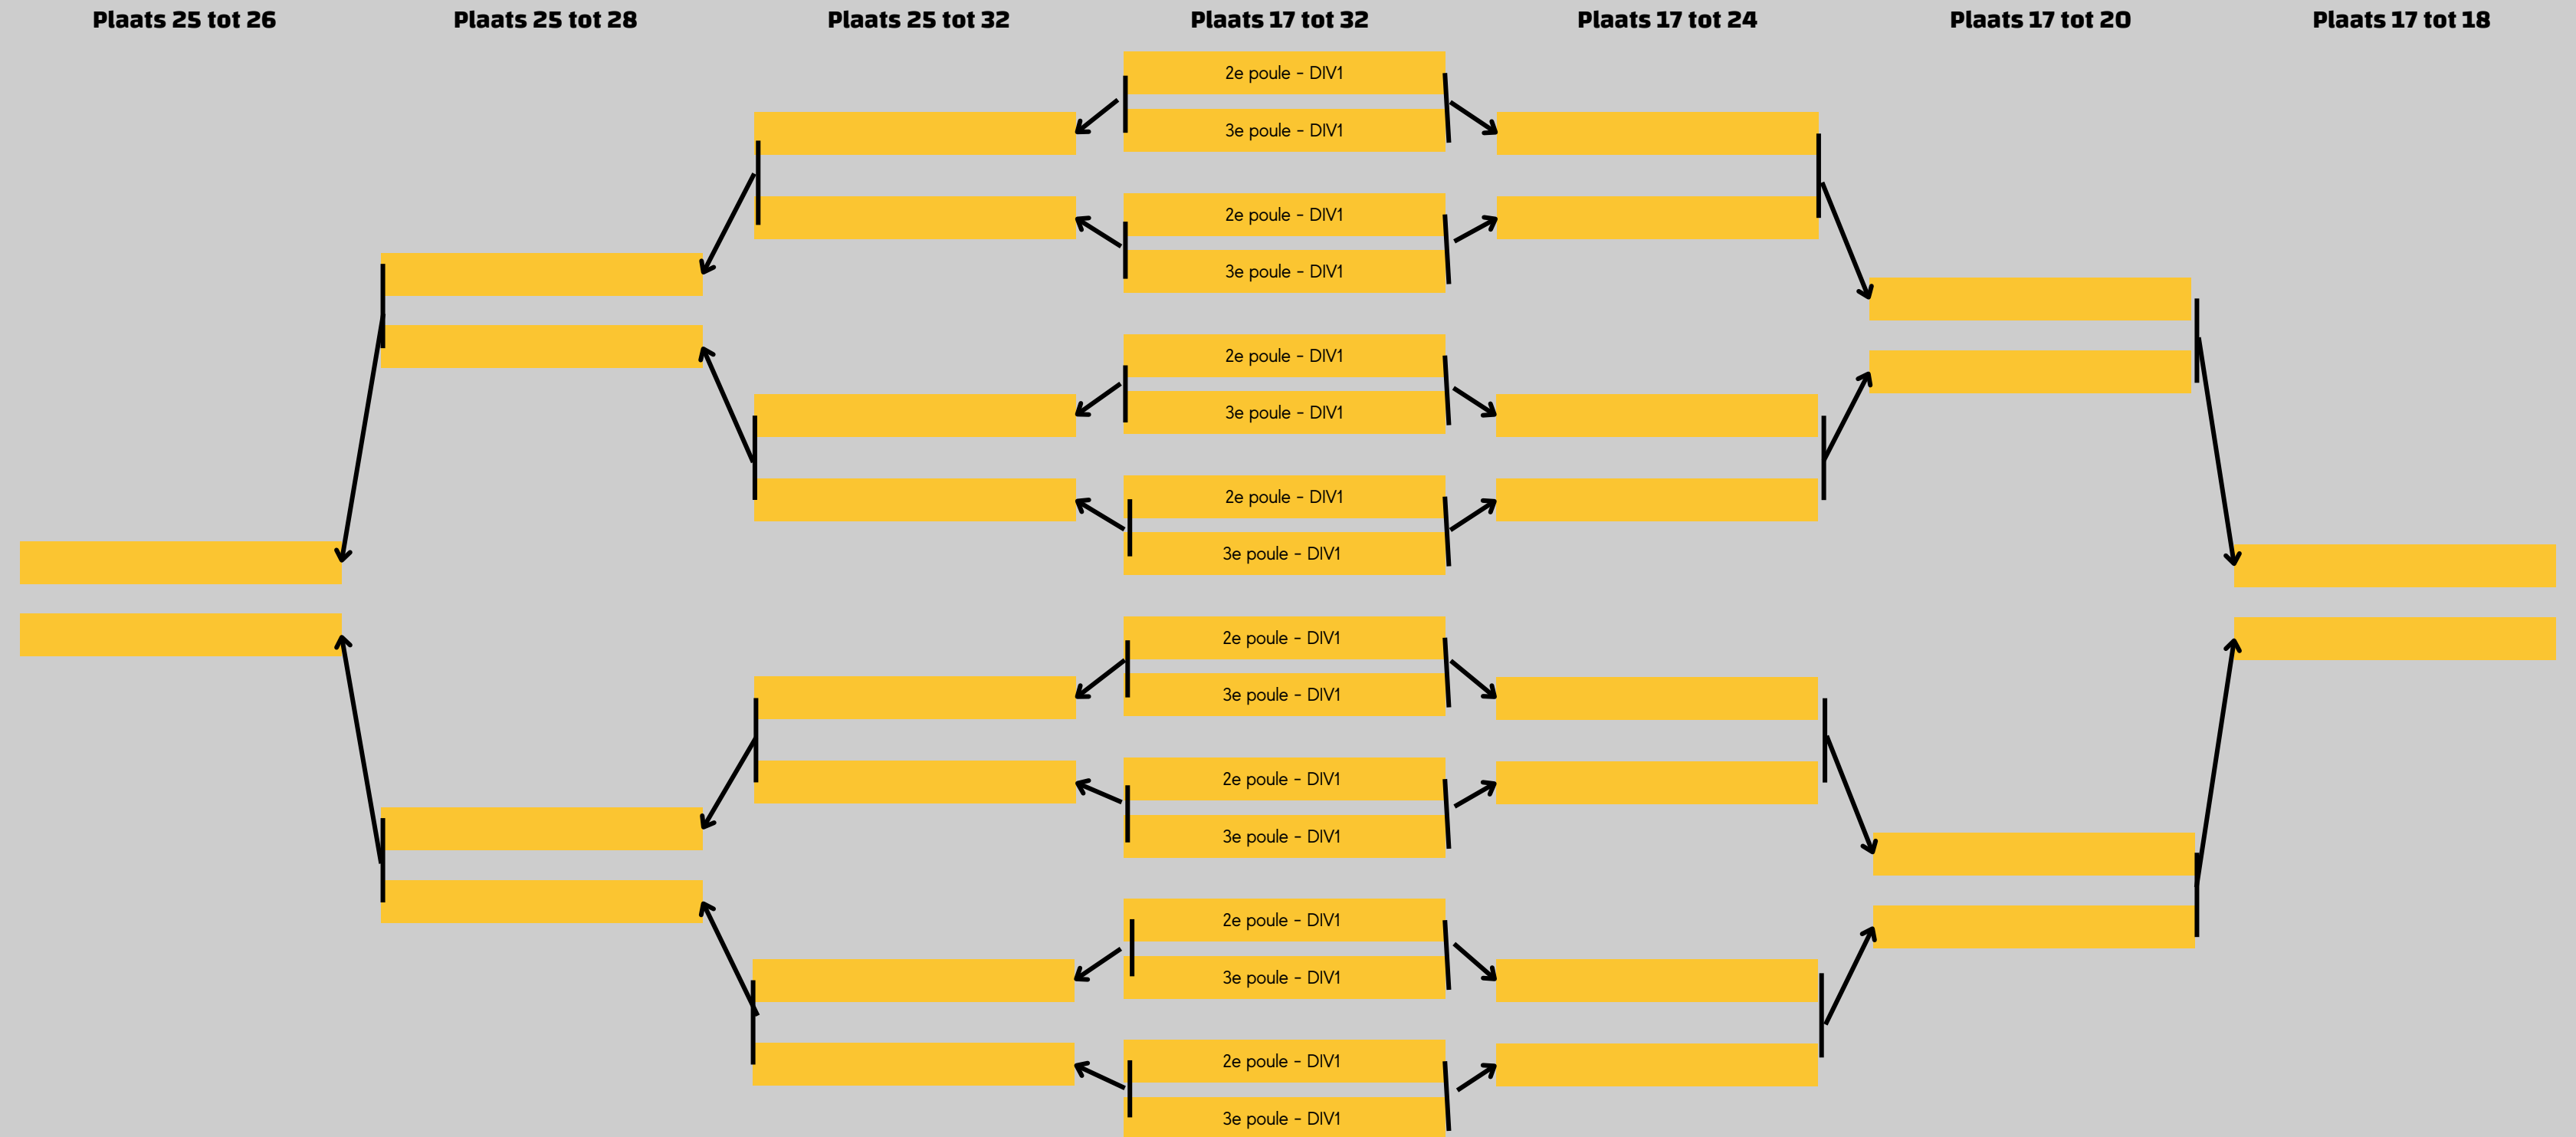 Plaats 25 tot 26
Plaats 25 tot 28
Plaats 25 tot 32
Plaats 17 tot 32
Plaats 17 tot 24
Plaats 17 tot 20
Plaats 17 tot 18
2e poule - DIV1
3e poule - DIV1
2e poule - DIV1
3e poule - DIV1
2e poule - DIV1
3e poule - DIV1
2e poule - DIV1
3e poule - DIV1
2e poule - DIV1
3e poule - DIV1
2e poule - DIV1
3e poule - DIV1
2e poule - DIV1
3e poule - DIV1
2e poule - DIV1
3e poule - DIV1